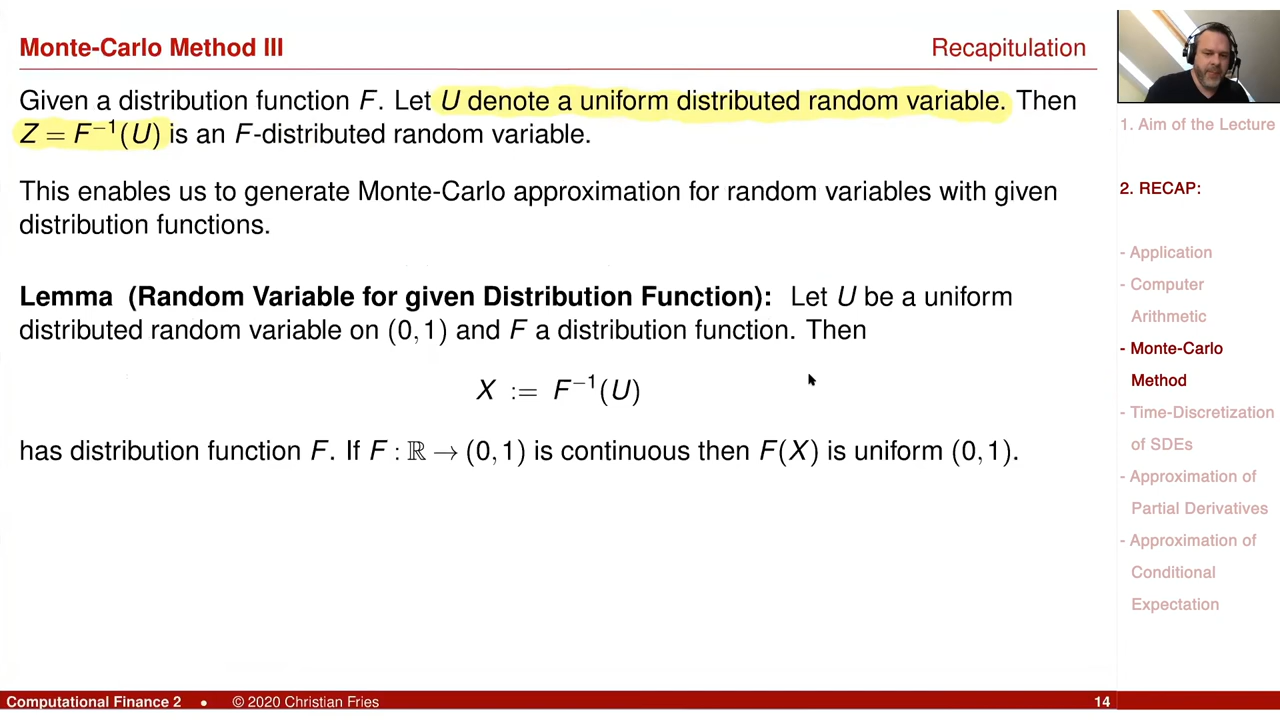 Monte-Carlo Method III
Recapitulation
Given a distribution function F. Let U denote a uniform distributed random variable. Then
Z = F⁻¹(U) is an F-distributed random variable.
This enables us to generate Monte-Carlo approximation for random variables with given
distribution functions.
Lemma (Random Variable for given Distribution Function): Let U be a uniform
distributed random variable on (0, 1) and F a distribution function. Then
X := F⁻¹(U)
has distribution function F. If F : ℝ → (0, 1) is continuous then F(X) is uniform (0, 1).
1. Aim of the Lecture
2. RECAP:
- Application
- Computer
Arithmetic
- Monte-Carlo
Method
- Time-Discretization
of SDEs
- Approximation of
Partial Derivatives
- Approximation of
Conditional
Expectation
Computational Finance 2 • © 2020 Christian Fries
14